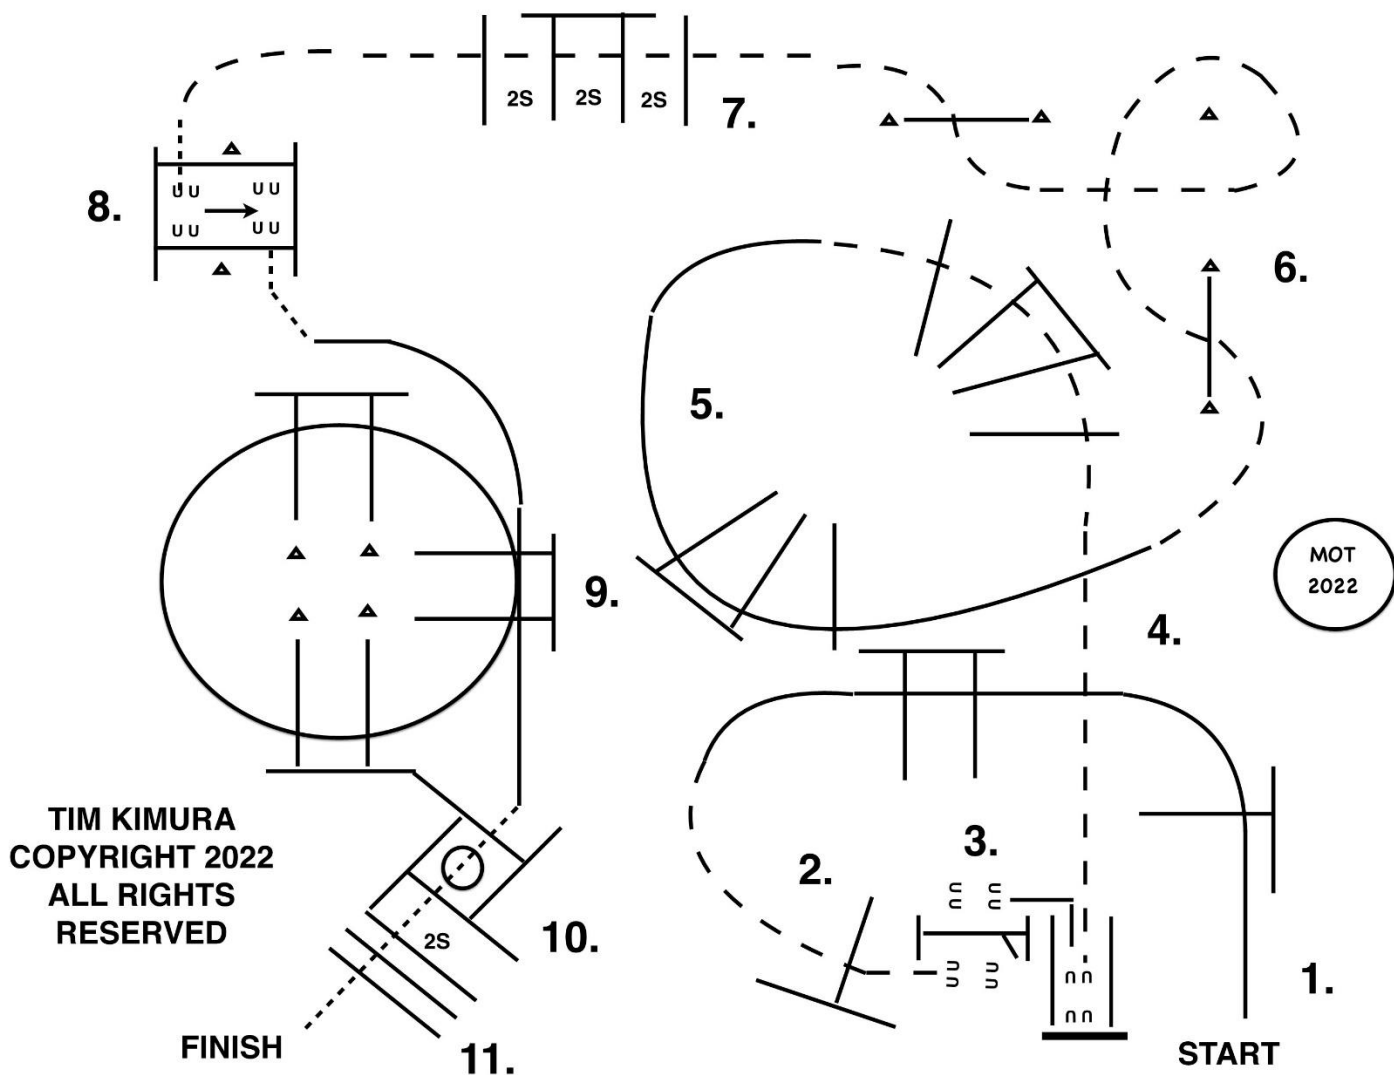 2S
2S
2S
7.
8.
6.
5.
MOT
2022
9.
4.
TIM KIMURA
COPYRIGHT 2022
ALL RIGHTS
RESERVED
3.
2.
2S
10.
1.
FINISH
11.
START